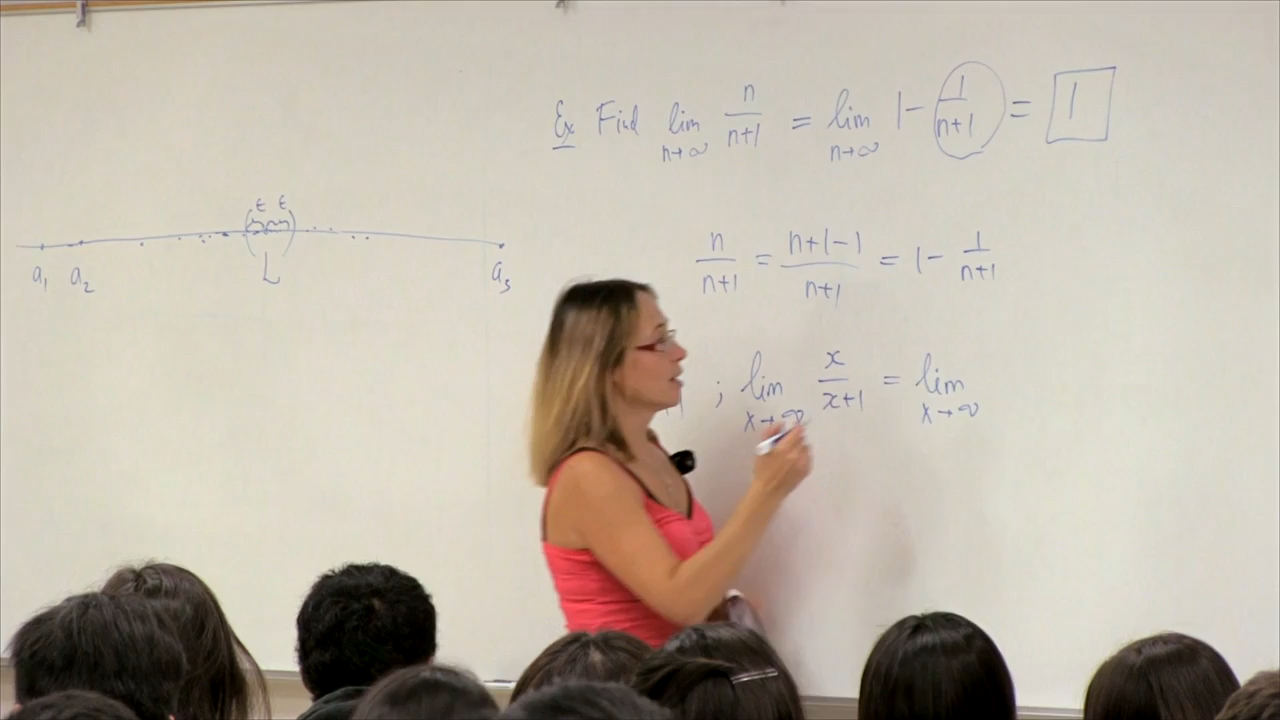 Ex Find lim n→∞ n/(n+1) = lim n→∞ 1 - 1/(n+1) = 1
ε ε
a₁ a₂ L a₃
n/(n+1) = (n+1-1)/(n+1) = 1 - 1/(n+1)
; lim x→∞ x/(x+1) = lim x→∞